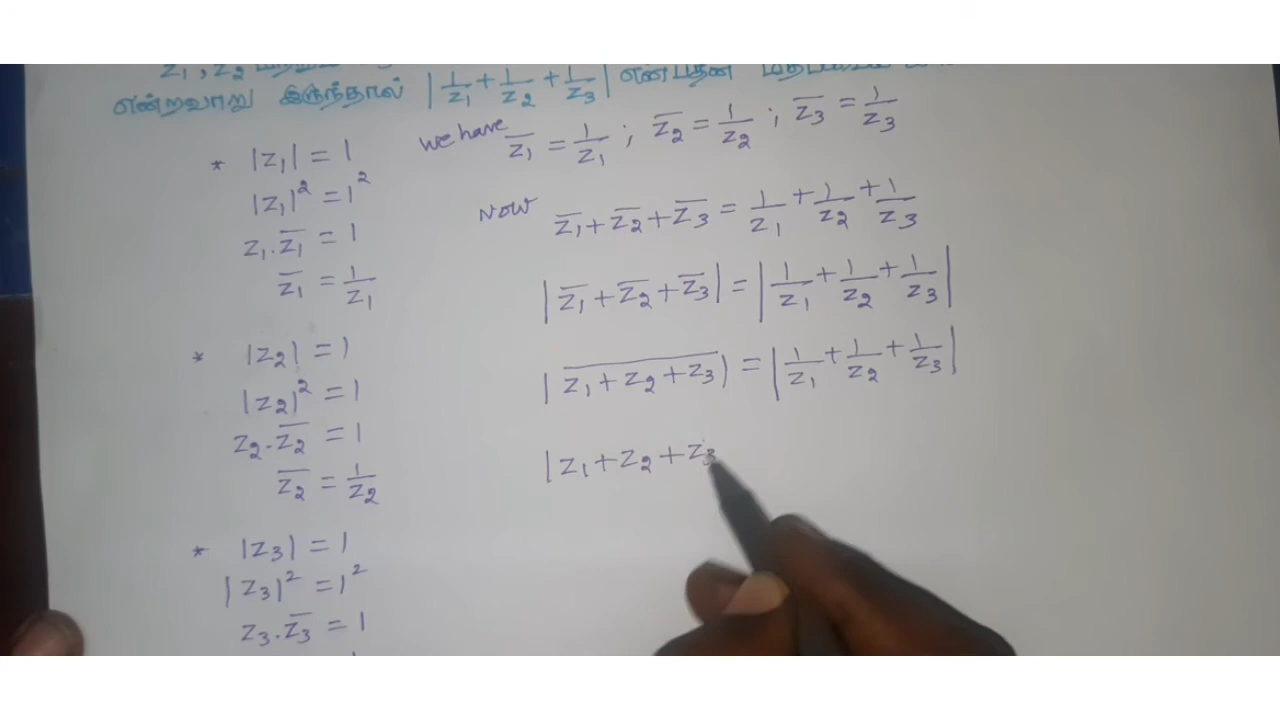 z₁, z₂
என்றவாறு இருந்தால் |1/z₁ + 1/z₂ + 1/z₃| என்பதன்
* |z₁| = 1
|z₁|² = 1²
z₁.z̅₁ = 1
z̅₁ = 1/z₁
* |z₂| = 1
|z₂|² = 1
z₂.z̅₂ = 1
z̅₂ = 1/z₂
* |z₃| = 1
|z₃|² = 1²
z₃.z̅₃ = 1
we have z̅₁ = 1/z₁ ; z̅₂ = 1/z₂ ; z̅₃ = 1/z₃
Now z̅₁ + z̅₂ + z̅₃ = 1/z₁ + 1/z₂ + 1/z₃
|z̅₁ + z̅₂ + z̅₃| = |1/z₁ + 1/z₂ + 1/z₃|
|\overline{z₁ + z₂ + z₃}| = |1/z₁ + 1/z₂ + 1/z₃|
|z₁ + z₂ + z₃